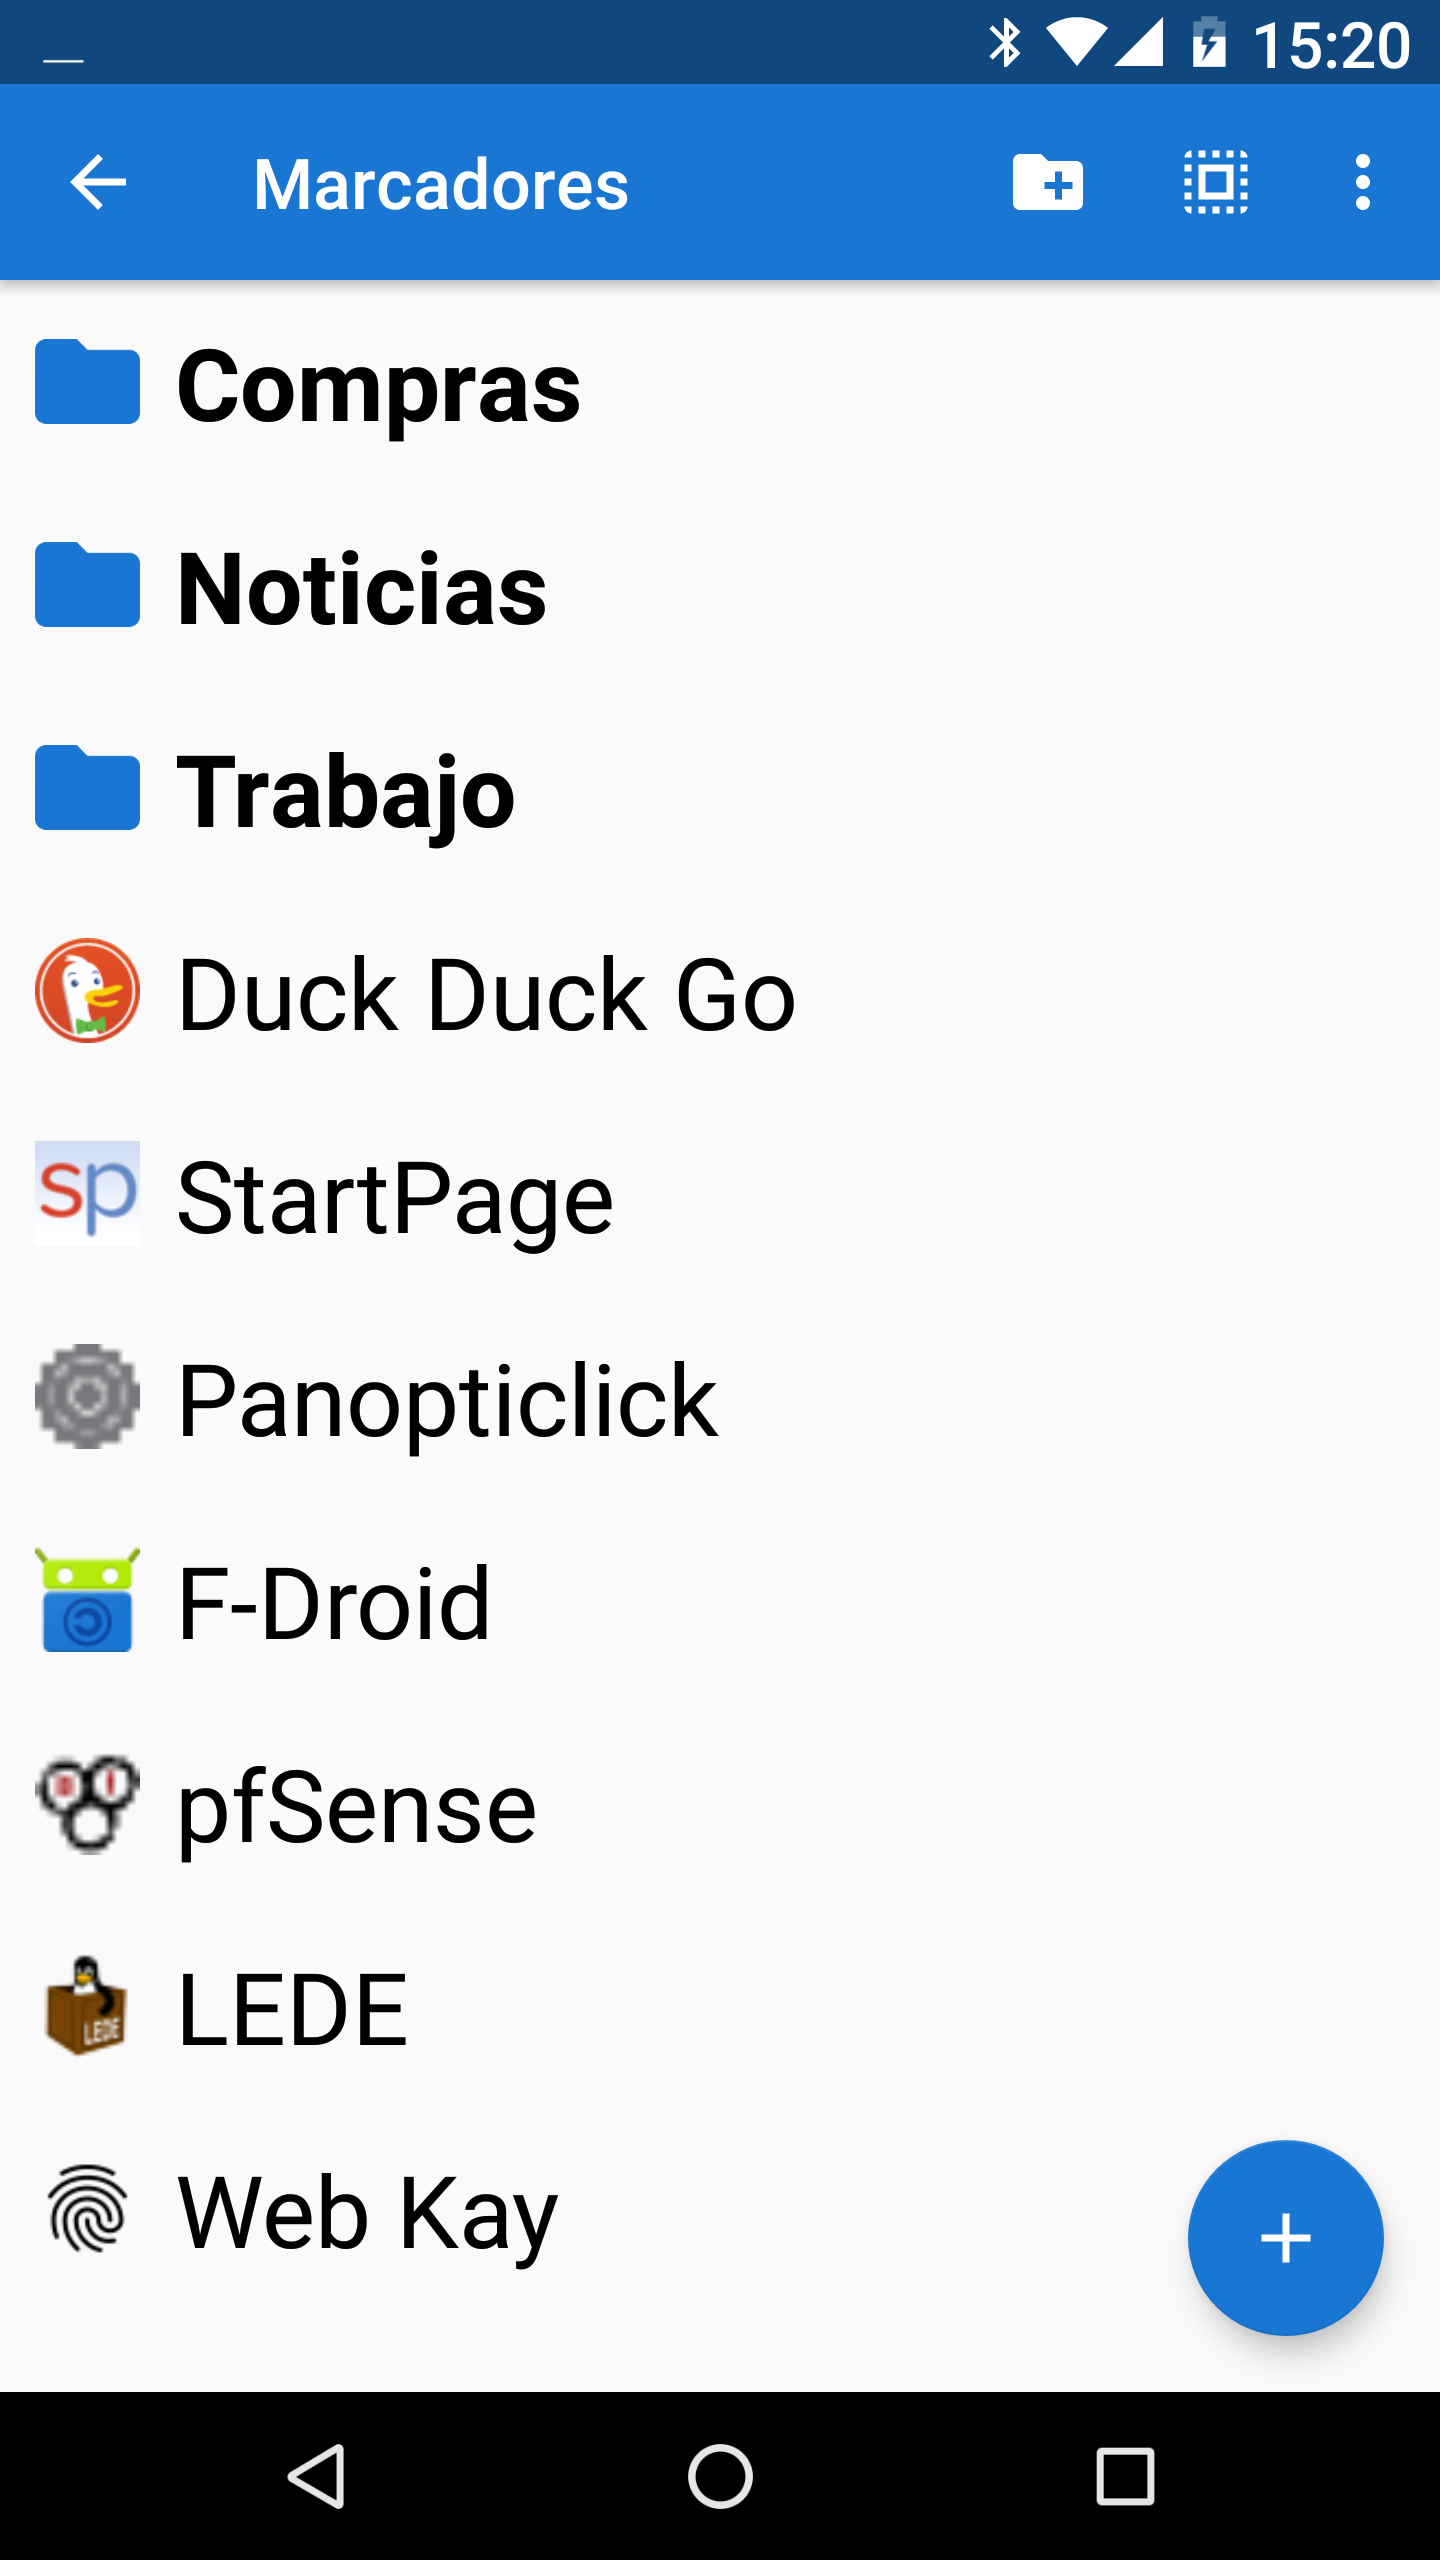 15:20
Marcadores
Compras
Noticias
Trabajo
Duck Duck Go
sp
StartPage
Panopticlick
F-Droid
pfSense
LEDE
LEDE
Web Kay